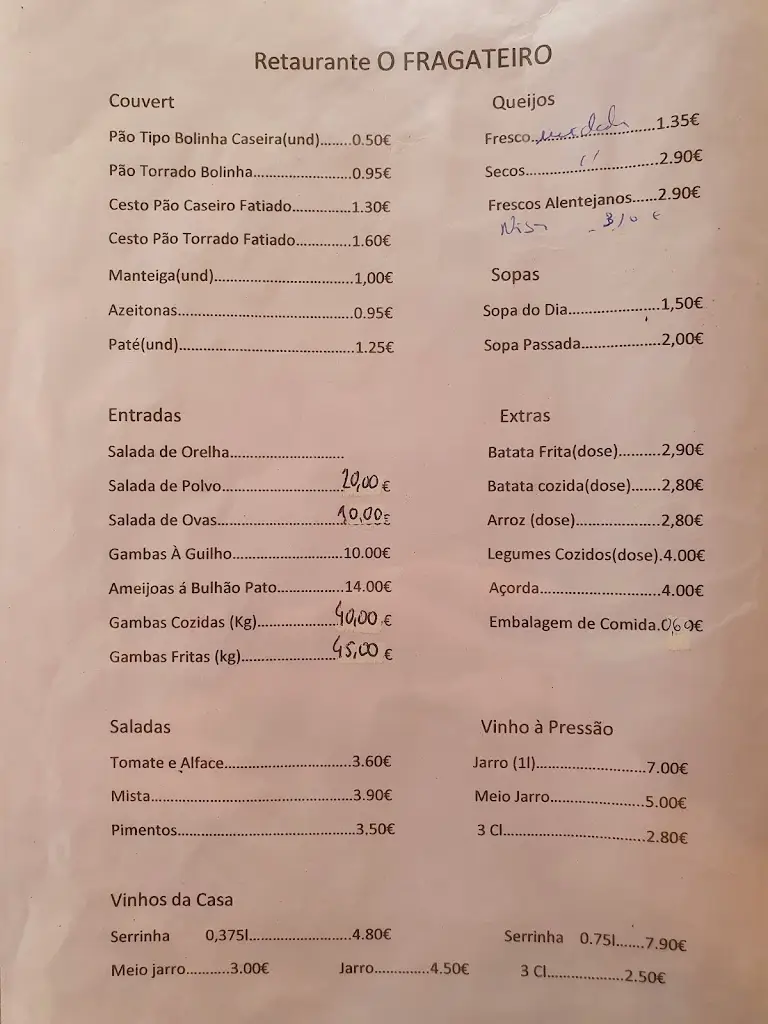 Retaurante O FRAGATEIRO
Couvert
Pão Tipo Bolinha Caseira(und)........0.50€
Pão Torrado Bolinha.............................0.95€
Cesto Pão Caseiro Fatiado.............1.30€
Cesto Pão Torrado Fatiado............1.60€
Manteiga(und)...............................1,00€
Azeitonas.......................................0.95€
Paté(und).......................................1.25€
Queijos
Fresco..........................1.35€
Secos..............................2.90€
Frescos Alentejanos......2.90€
Sopas
Sopa do Dia......................1,50€
Sopa Passada...................2,00€
Entradas
Salada de Orelha.........................
Salada de Polvo...........................€
Salada de Ovas..........................10,00€
Gambas À Guilho........................10.00€
Ameijoas á Bulhão Pato...............14.00€
Gambas Cozidas (Kg).................40,00.€
Gambas Fritas (kg)....................45,00 €
Extras
Batata Frita(dose)..........2,90€
Batata cozida(dose).......2,80€
Arroz (dose)....................2,80€
Legumes Cozidos(dose).4.00€
Açorda............................4.00€
Embalagem de Comida.0,60€
Saladas
Tomate e Alface............................3.60€
Mista.............................................3.90€
Pimentos.......................................3,50€
Vinho à Pressão
Jarro (1l).........................7.00€
Meio Jarro.....................5.00€
3 Cl................................2.80€
Vinhos da Casa
Serrinha 0,375l.......................4.80€
Serrinha 0.75l.......7.90€
Meio jarro..........3.00€
Jarro.............4.50€
3 Cl.................2.50€